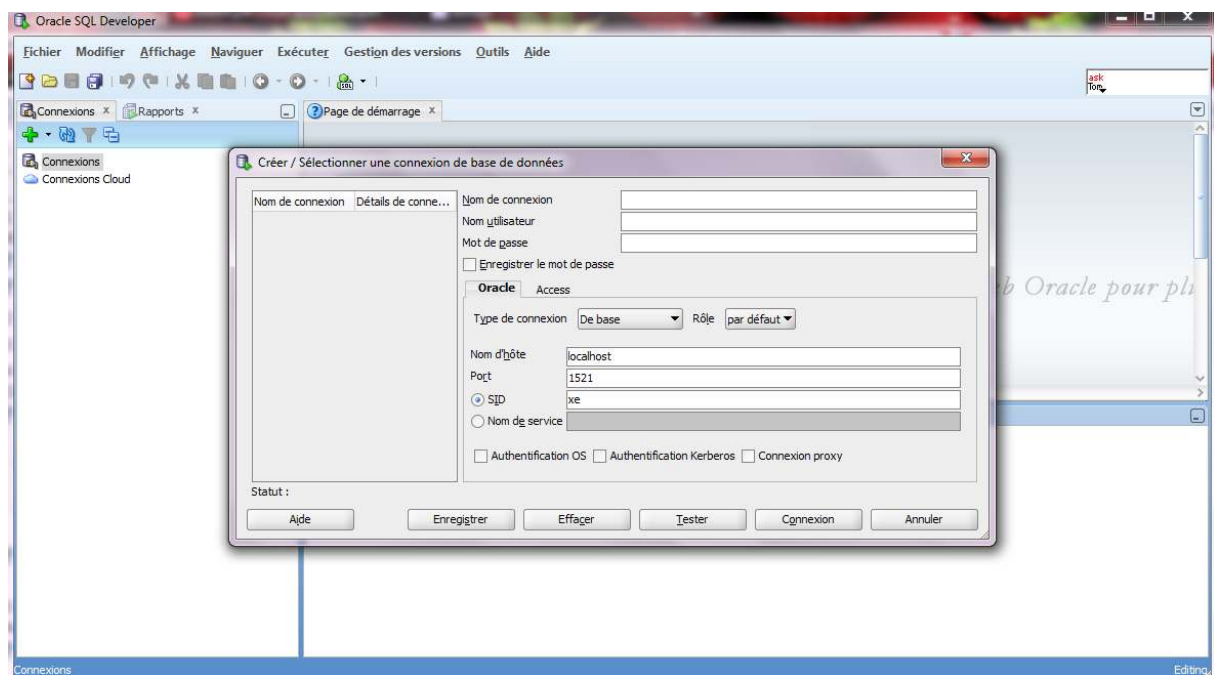 Oracle SQL Developer
Fichier Modifier Affichage Naviguer Exécuter Gestion des versions Outils Aide
ask
Tom
Connexions Rapports Page de démarrage
Connexions
Connexions Cloud
Créer / Sélectionner une connexion de base de données
Nom de connexion Détails de conne...
Nom de connexion
Nom utilisateur
Mot de passe
Enregistrer le mot de passe
Oracle Access
Type de connexion De base Rôle par défaut
Nom d'hôte localhost
Port 1521
SID xe
Nom de service
Authentification OS Authentification Kerberos Connexion proxy
Statut :
Aide Enregistrer Effacer Tester Connexion Annuler
Oracle pour
Connexions Editing